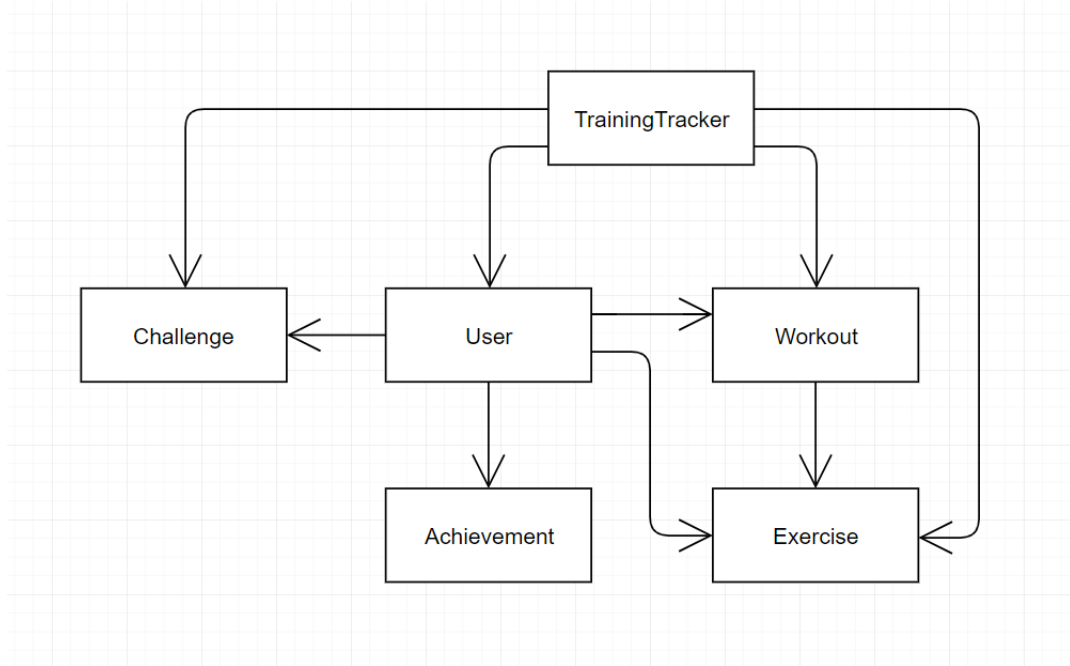 TrainingTracker
Challenge
User
Workout
Achievement
Exercise